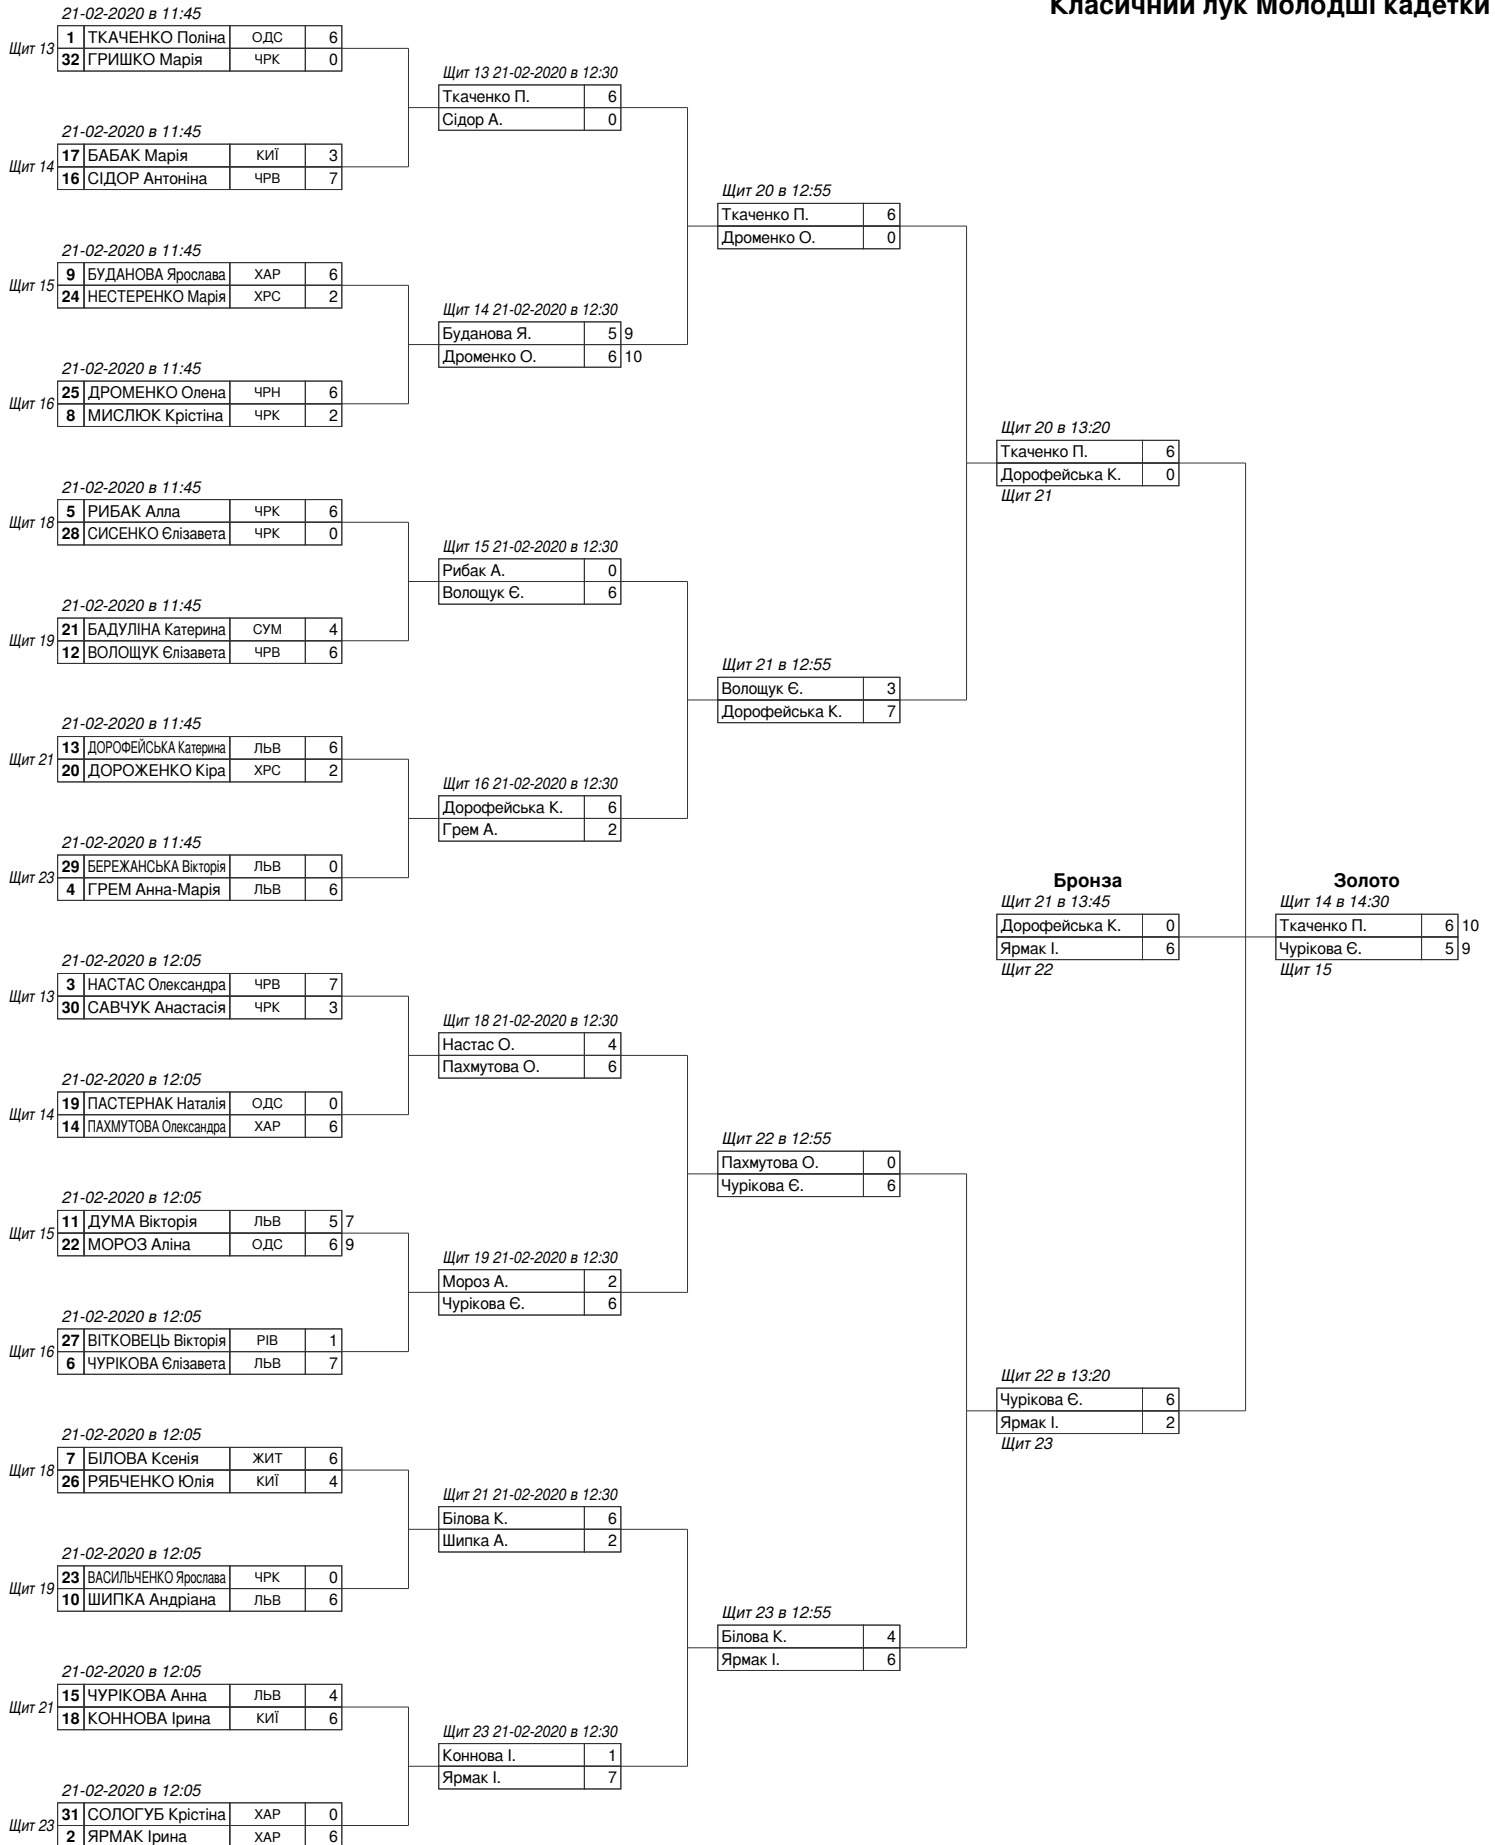 Класичний лук Молодші кадетки
21-02-2020 в 11:45
Щит 13
1 ТКАЧЕНКО Поліна ОДС 6
32 ГРИШКО Марія ЧРК 0
21-02-2020 в 11:45
Щит 14
17 БАБАК Марія КИЇ 3
16 СІДОР Антоніна ЧРВ 7
21-02-2020 в 11:45
Щит 15
9 БУДАНОВА Ярослава ХАР 6
24 НЕСТЕРЕНКО Марія ХРС 2
21-02-2020 в 11:45
Щит 16
25 ДРОМЕНКО Олена ЧРН 6
8 МИСЛЮК Крістіна ЧРК 2
21-02-2020 в 11:45
Щит 18
5 РИБАК Алла ЧРК 6
28 СИСЕНКО Єлізавета ЧРК 0
21-02-2020 в 11:45
Щит 19
21 БАДУЛІНА Катерина СУМ 4
12 ВОЛОЩУК Єлізавета ЧРВ 6
21-02-2020 в 11:45
Щит 21
13 ДОРОФЕЙСЬКА Катерина ЛЬВ 6
20 ДОРОЖЕНКО Кіра ХРС 2
21-02-2020 в 11:45
Щит 23
29 БЕРЕЖАНСЬКА Вікторія ЛЬВ 0
4 ГРЕМ Анна-Марія ЛЬВ 6
21-02-2020 в 12:05
Щит 13
3 НАСТАС Олександра ЧРВ 7
30 САВЧУК Анастасія ЧРК 3
21-02-2020 в 12:05
Щит 14
19 ПАСТЕРНАК Наталія ОДС 0
14 ПАХМУТОВА Олександра ХАР 6
21-02-2020 в 12:05
Щит 15
11 ДУМА Вікторія ЛЬВ 5 7
22 МОРОЗ Аліна ОДС 6 9
21-02-2020 в 12:05
Щит 16
27 ВІТКОВЕЦЬ Вікторія РІВ 1
6 ЧУРІКОВА Єлізавета ЛЬВ 7
21-02-2020 в 12:05
Щит 18
7 БІЛОВА Ксенія ЖИТ 6
26 РЯБЧЕНКО Юлія КИЇ 4
21-02-2020 в 12:05
Щит 19
23 ВАСИЛЬЧЕНКО Ярослава ЧРК 0
10 ШИПКА Андріана ЛЬВ 6
21-02-2020 в 12:05
Щит 21
15 ЧУРІКОВА Анна ЛЬВ 4
18 КОННОВА Ірина КИЇ 6
21-02-2020 в 12:05
Щит 23
31 СОЛОГУБ Крістіна ХАР 0
2 ЯРМАК Ірина ХАР 6
Щит 13 21-02-2020 в 12:30
Ткаченко П. 6
Сідор А. 0
Щит 14 21-02-2020 в 12:30
Буданова Я. 5 9
Дроменко О. 6 10
Щит 15 21-02-2020 в 12:30
Рибак А. 0
Волощук Є. 6
Щит 16 21-02-2020 в 12:30
Дорофейська К. 6
Грем А. 2
Щит 18 21-02-2020 в 12:30
Настас О. 4
Пахмутова О. 6
Щит 19 21-02-2020 в 12:30
Мороз А. 2
Чурікова Є. 6
Щит 21 21-02-2020 в 12:30
Білова К. 6
Шипка А. 2
Щит 23 21-02-2020 в 12:30
Коннова І. 1
Ярмак І. 7
Щит 20 в 12:55
Ткаченко П. 6
Дроменко О. 0
Щит 21 в 12:55
Волощук Є. 3
Дорофейська К. 7
Щит 22 в 12:55
Пахмутова О. 0
Чурікова Є. 6
Щит 23 в 12:55
Білова К. 4
Ярмак І. 6
Щит 20 в 13:20
Ткаченко П. 6
Дорофейська К. 0
Щит 21
Бронза
Щит 21 в 13:45
Дорофейська К. 0
Ярмак І. 6
Щит 22
Щит 22 в 13:20
Чурікова Є. 6
Ярмак І. 2
Щит 23
Золото
Щит 14 в 14:30
Ткаченко П. 6 10
Чурікова Є. 5 9
Щит 15